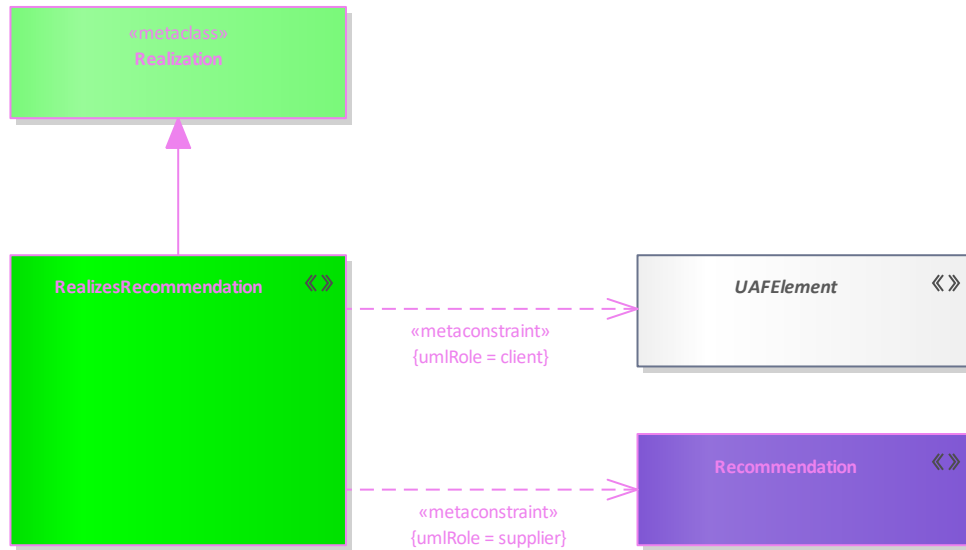 «metaclass»
Realization
RealizesRecommendation
«»
UAFElement
«»
«metaconstraint»
{umlRole = client}
Recommendation
«»
«metaconstraint»
{umlRole = supplier}